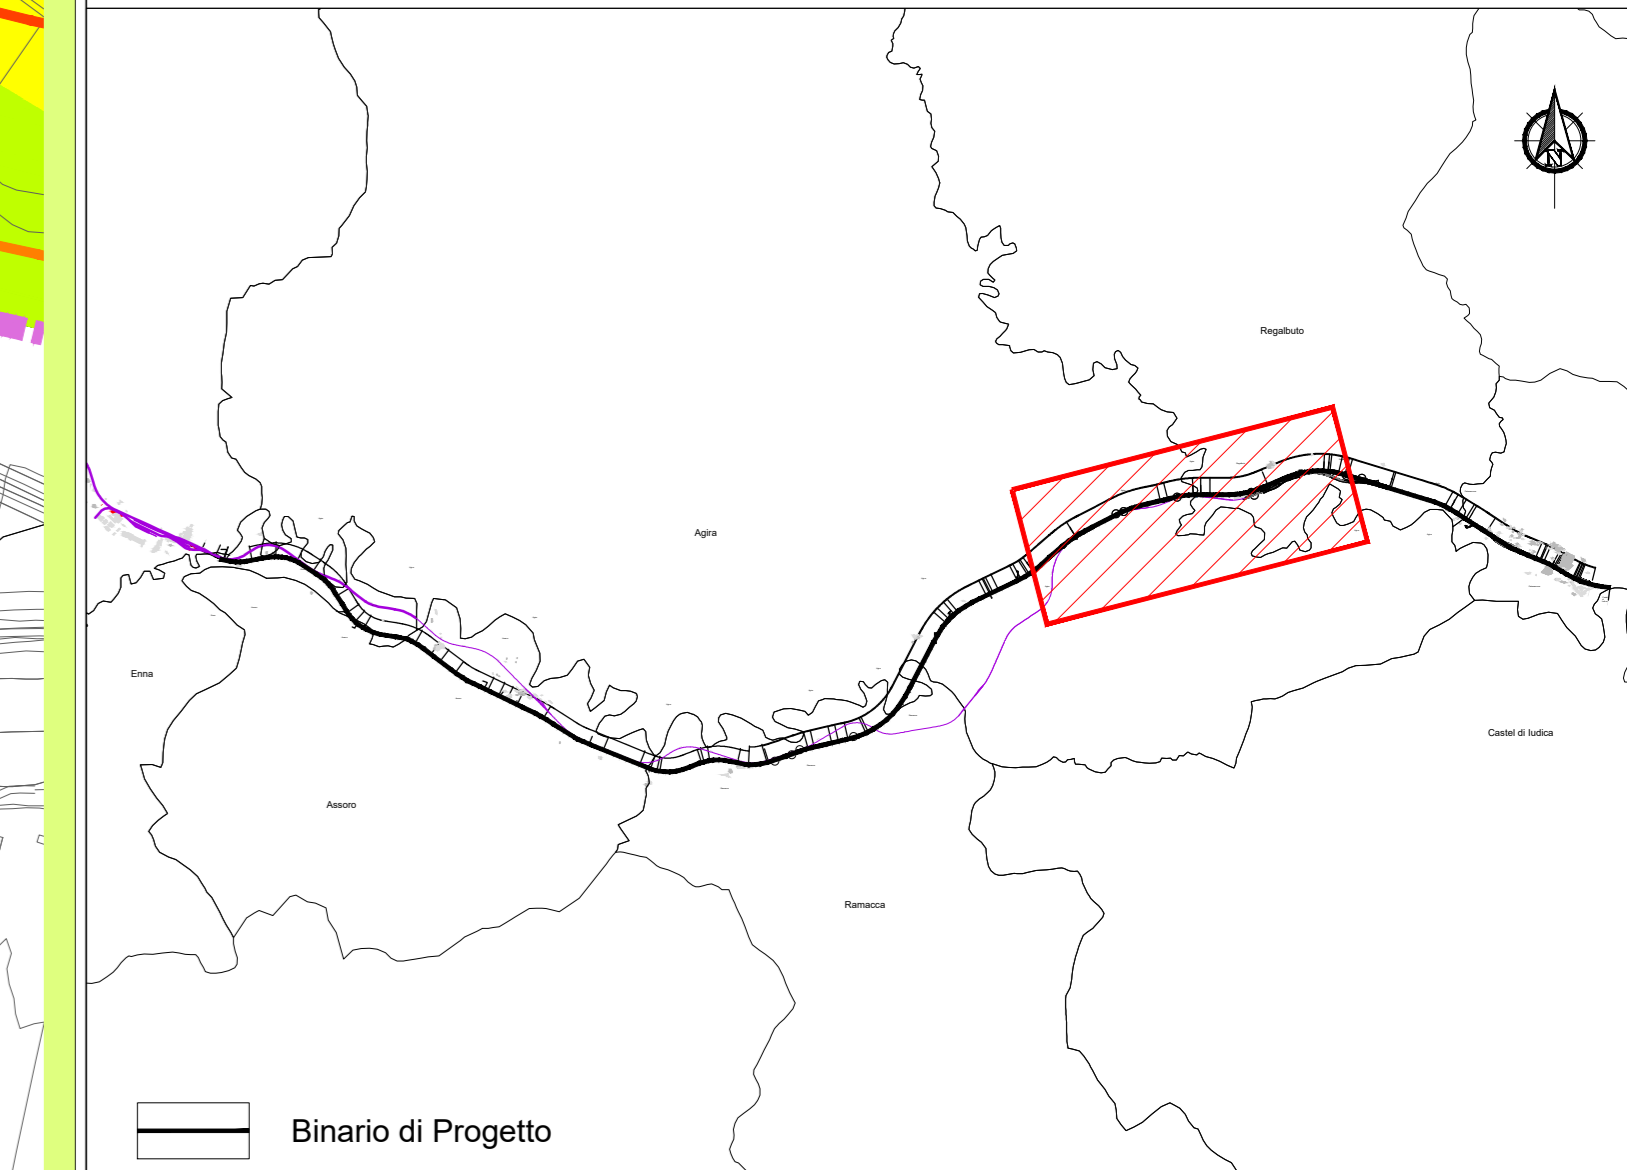 N
Regalbuto
Agira
Enna
Castel di Iudica
Assoro
Ramacca
Binario di Progetto